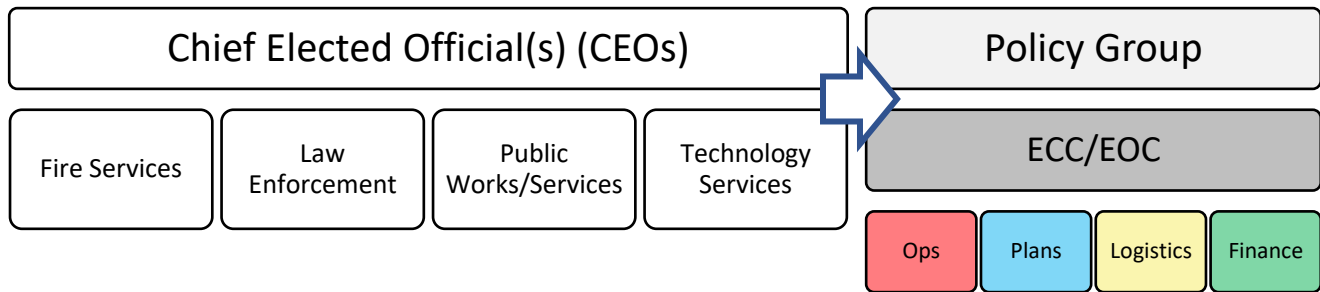 Chief Elected Official(s) (CEOs)
Policy Group
Fire Services
Law
Enforcement
Public
Works/Services
Technology
Services
ECC/EOC
Ops
Plans
Logistics
Finance